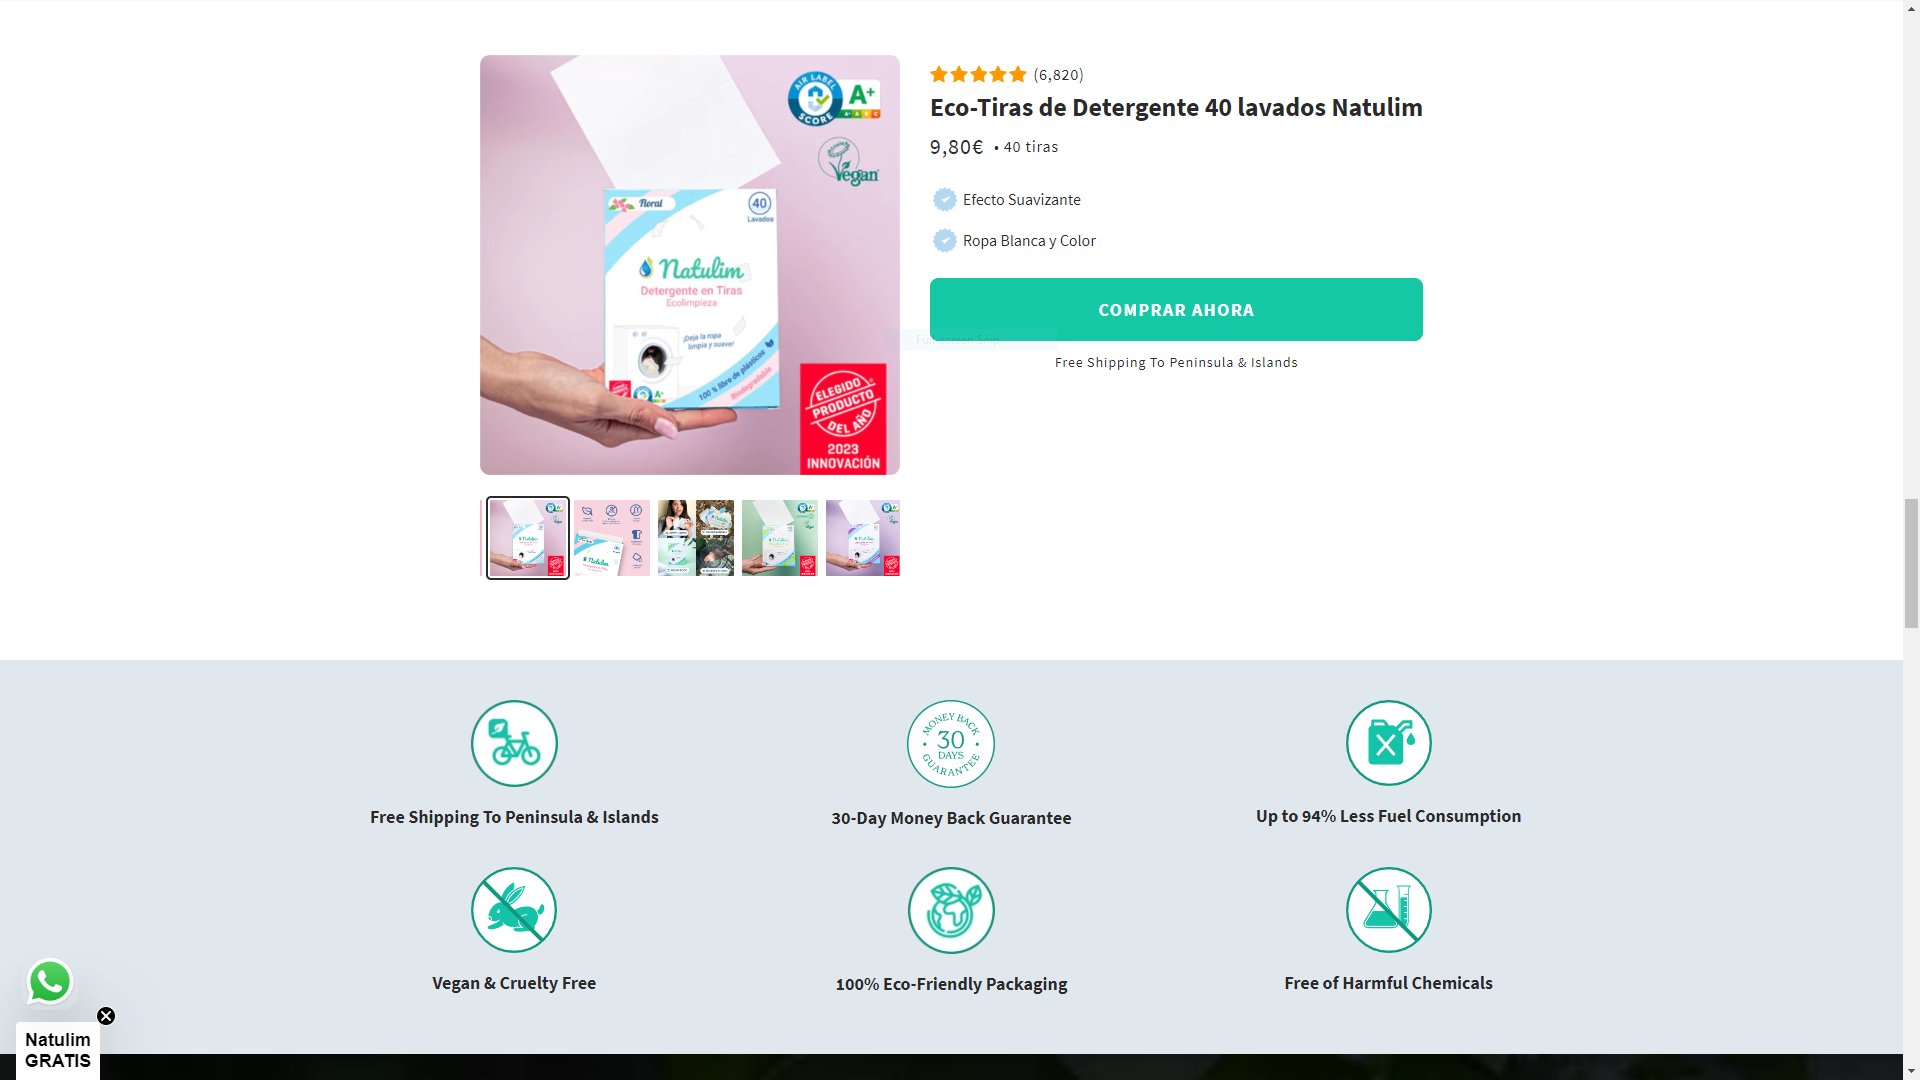 AIR LABEL
SCORE
A+
Vegan
Floral
40
Lavados
Natulim
Detergente en Tiras
Ecolimpieza
¡Deja la ropa
limpia y suave!
100 % libre de plásticos
Biodegradable
ELEGIDO
PRODUCTO
DEL AÑO
2023
INNOVACIÓN
(6,820)
Eco-Tiras de Detergente 40 lavados Natulim
9,80€ • 40 tiras
Efecto Suavizante
Ropa Blanca y Color
COMPRAR AHORA
Free Shipping To Peninsula & Islands
MONEY BACK
30
DAYS
GUARANTEE
Free Shipping To Peninsula & Islands
30-Day Money Back Guarantee
Up to 94% Less Fuel Consumption
Vegan & Cruelty Free
100% Eco-Friendly Packaging
Free of Harmful Chemicals
Natulim
GRATIS